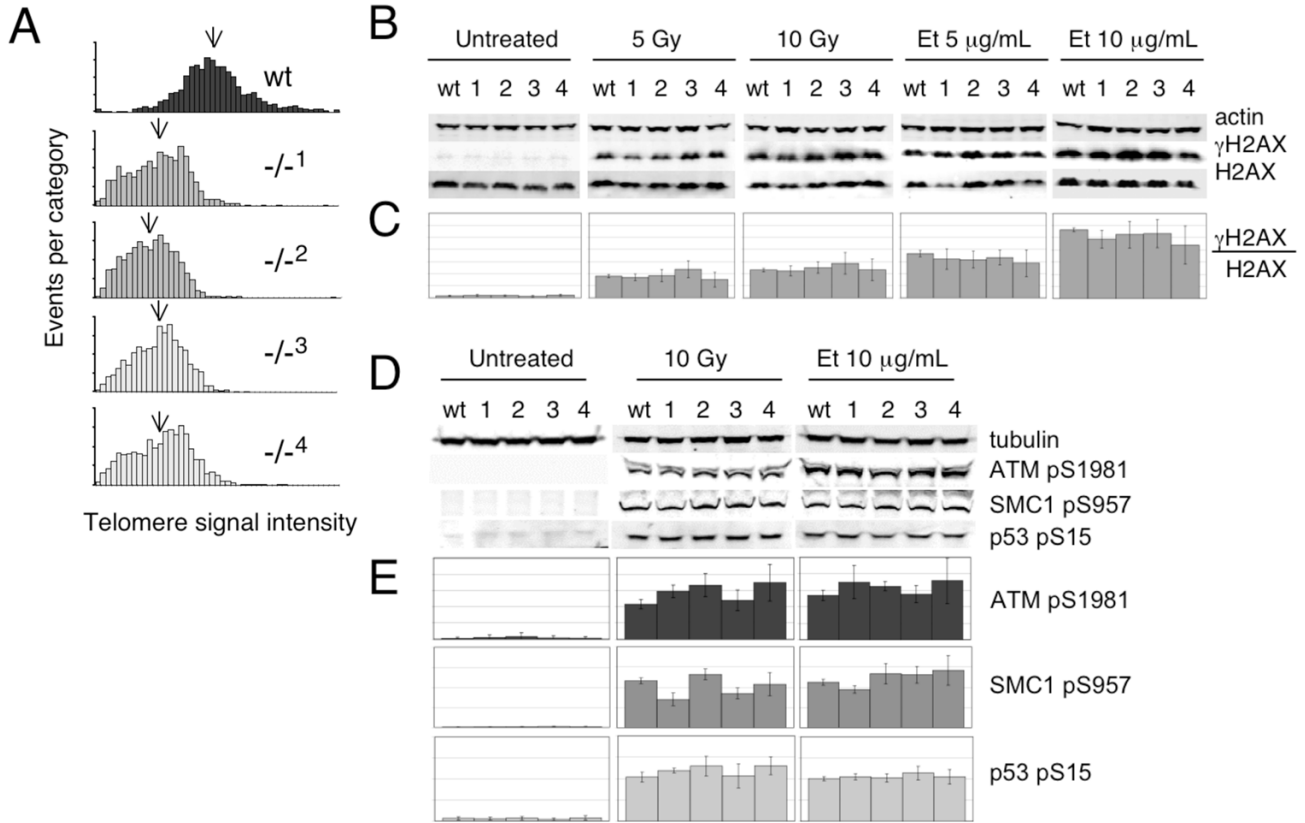 A
wt
-/-1
-/-2
-/-3
-/-4
Events per category
Telomere signal intensity
B
Untreated 5 Gy 10 Gy Et 5 μg/mL Et 10 μg/mL
wt 1 2 3 4 wt 1 2 3 4 wt 1 2 3 4 wt 1 2 3 4 wt 1 2 3 4
actin
γH2AX
H2AX
C
γH2AX
H2AX
D
Untreated 10 Gy Et 10 μg/mL
wt 1 2 3 4 wt 1 2 3 4 wt 1 2 3 4
tubulin
ATM pS1981
SMC1 pS957
p53 pS15
E
ATM pS1981
SMC1 pS957
p53 pS15